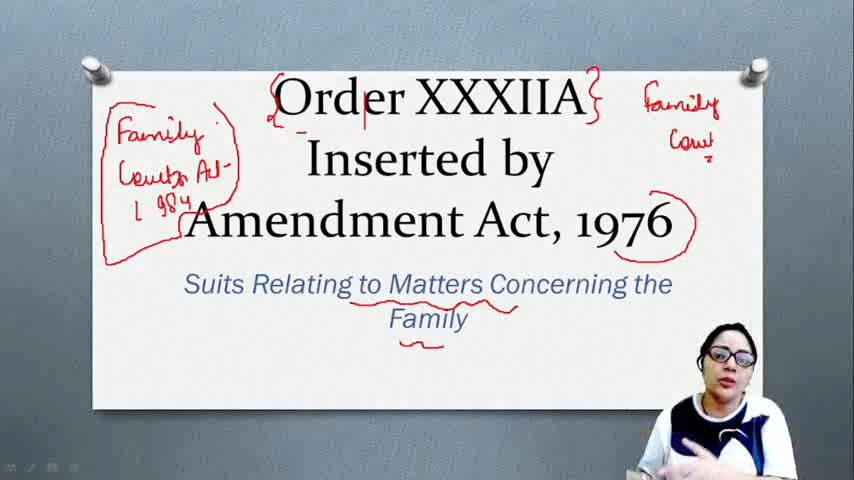 Order XXXIIA
Inserted by
Amendment Act, 1976
Suits Relating to Matters Concerning the
Family
Family
Courts Act-
1984
Family
Court